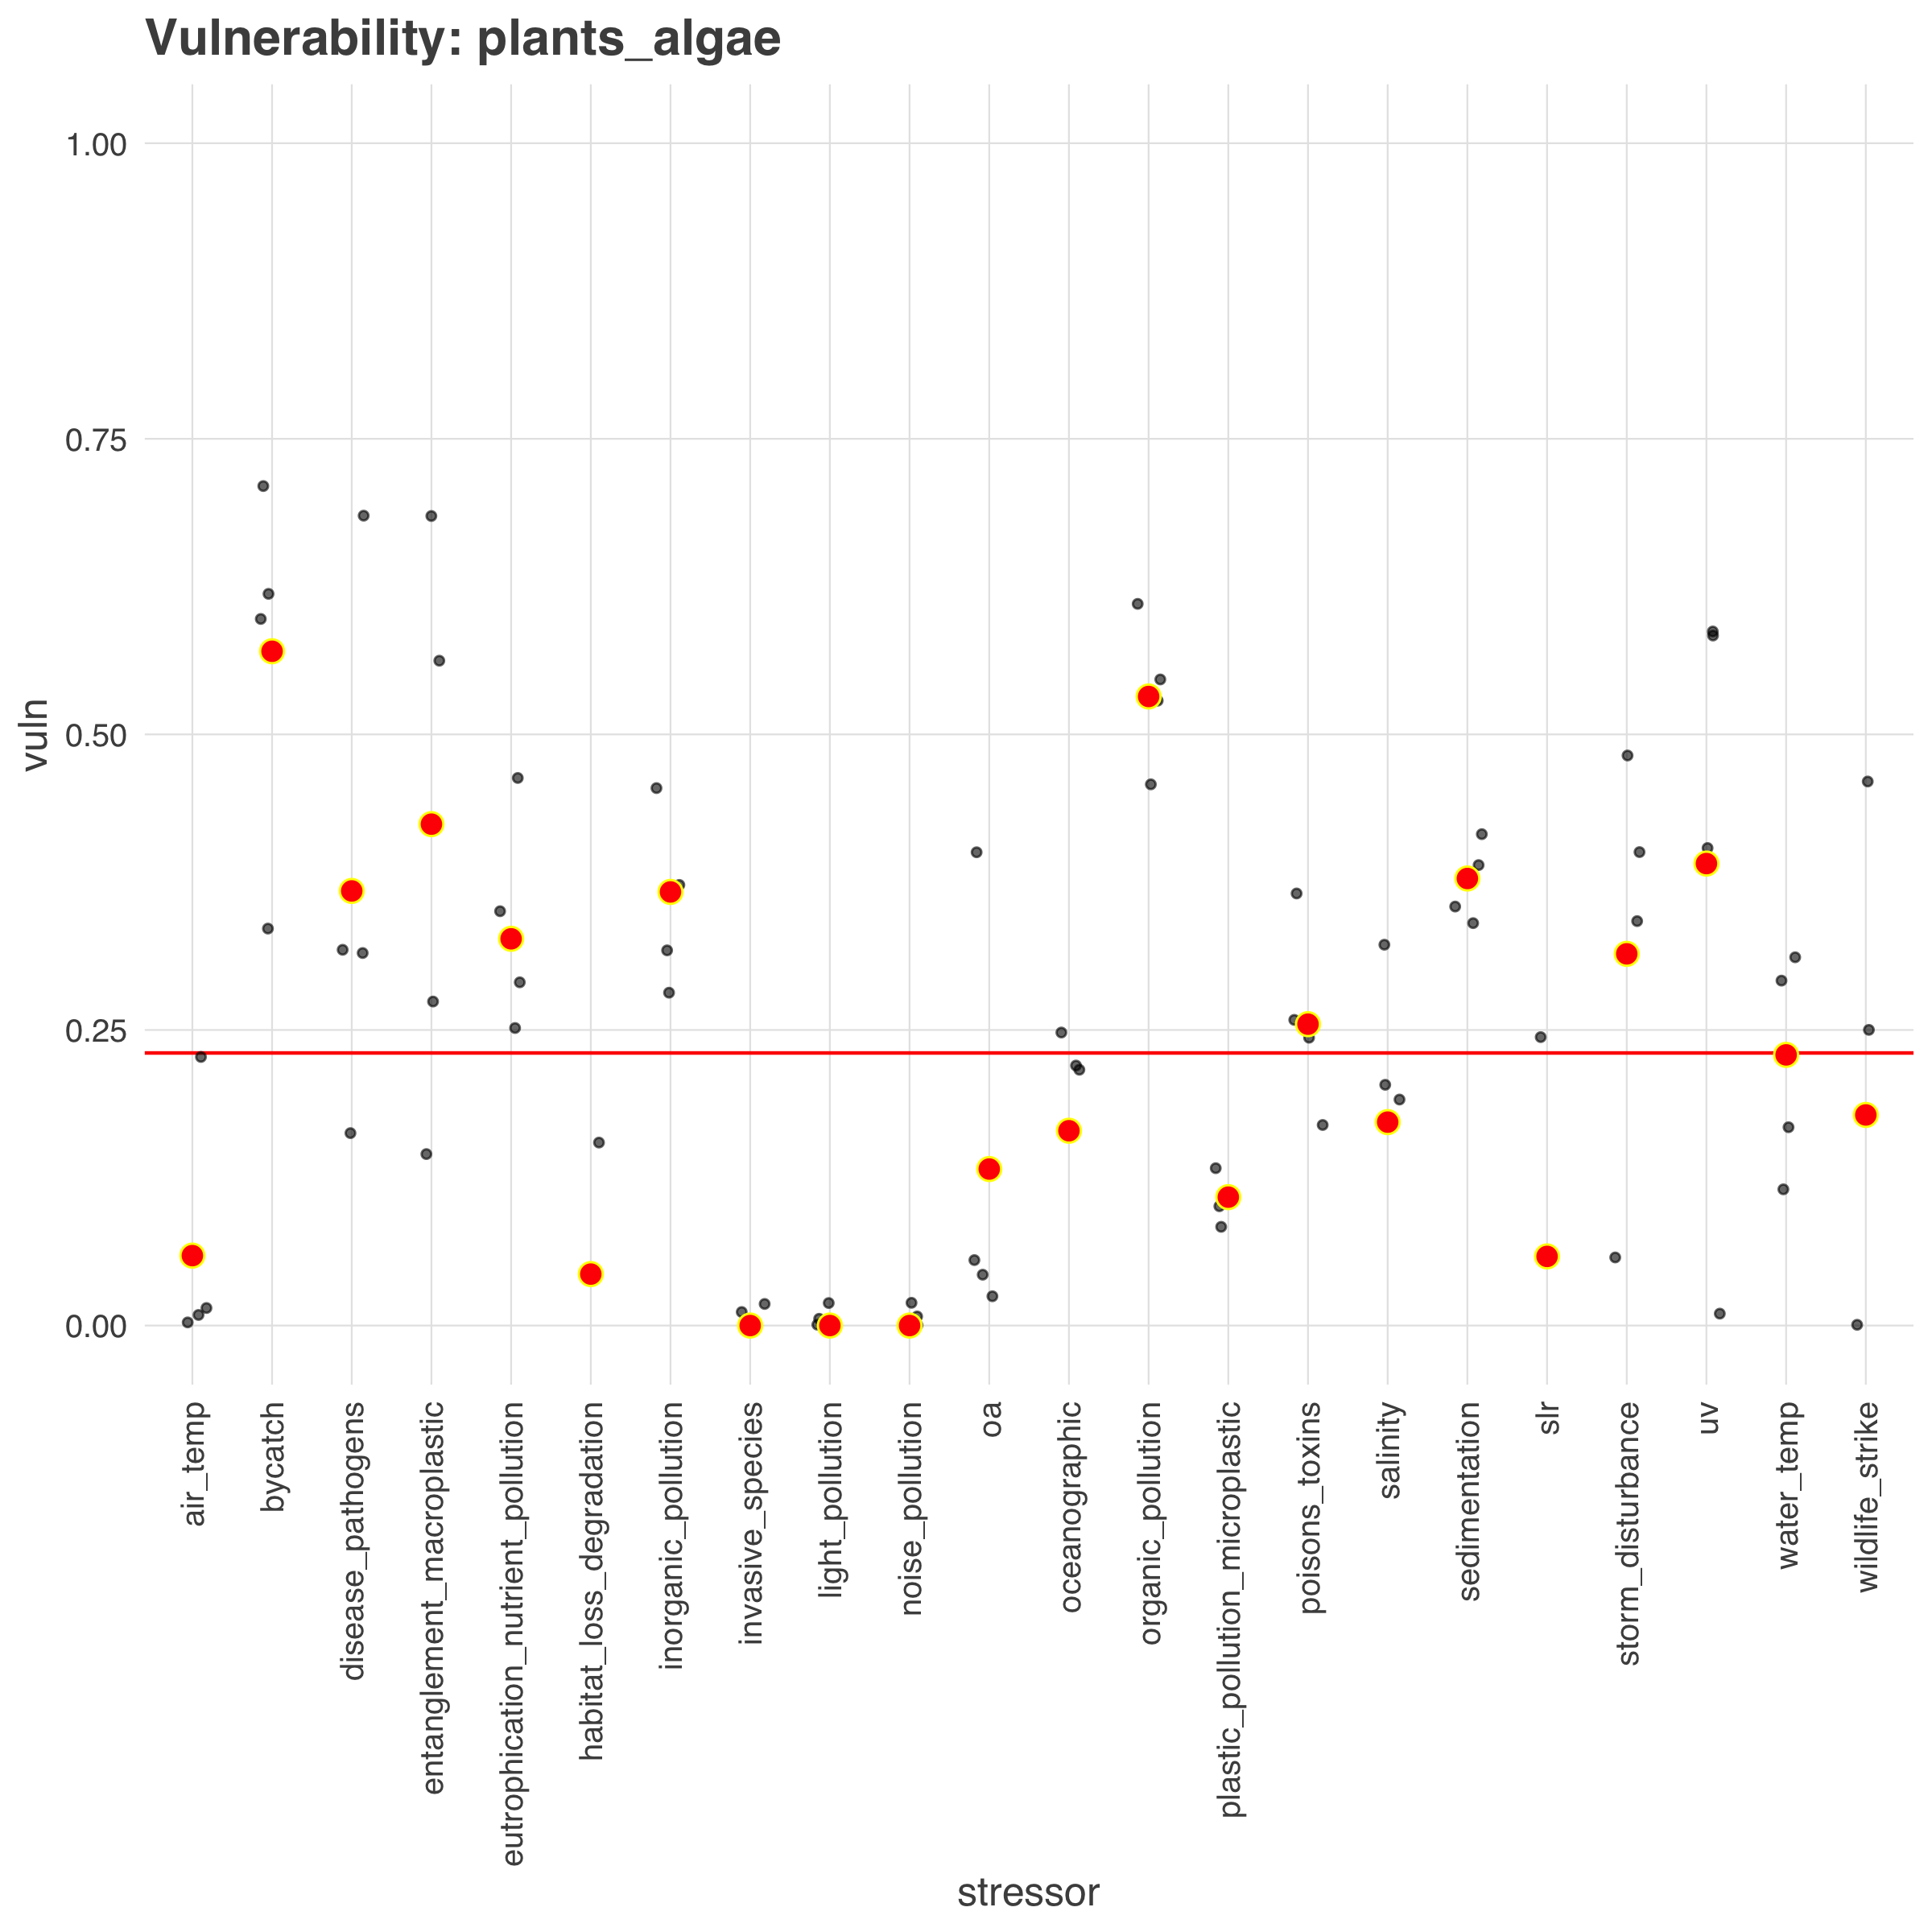 Vulnerability: plants_algae
1.00
0.75
0.50
0.25
0.00
vuln
air_temp
bycatch
disease_pathogens
entanglement_macroplastic
eutrophication_nutrient_pollution
habitat_loss_degradation
inorganic_pollution
invasive_species
light_pollution
noise_pollution
oa
oceanographic
organic_pollution
plastic_pollution_microplastic
poisons_toxins
salinity
sedimentation
slr
storm_disturbance
uv
water_temp
wildlife_strike
stressor